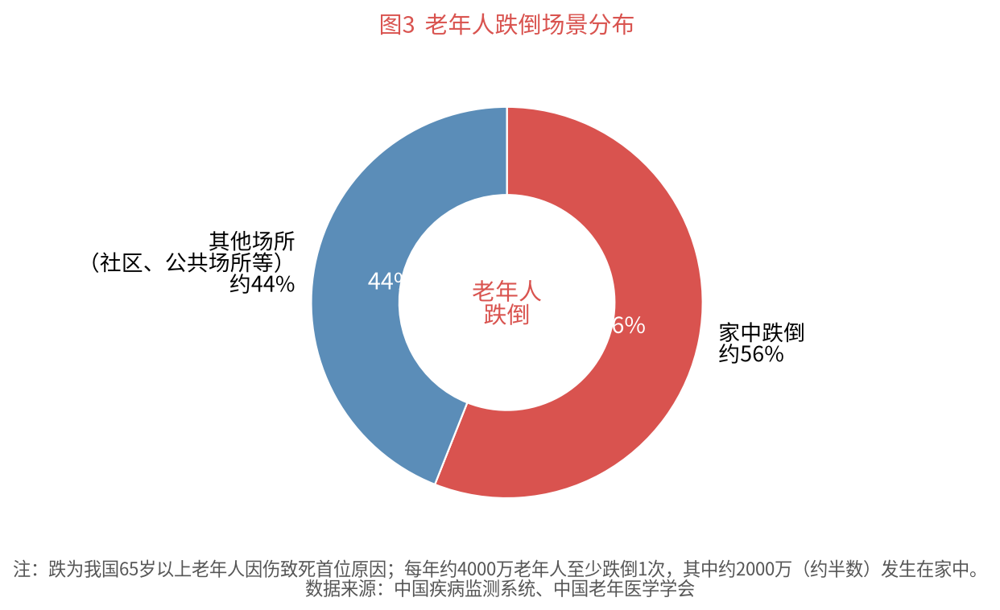 图3 老年人跌倒场景分布
其他场所
（社区、公共场所等）
约44%
44%
老年人
跌倒
6%
家中跌倒
约56%
注：跌为我国65岁以上老年人因伤致死首位原因；每年约4000万老年人至少跌倒1次，其中约2000万（约半数）发生在家中。
数据来源：中国疾病监测系统、中国老年医学学会